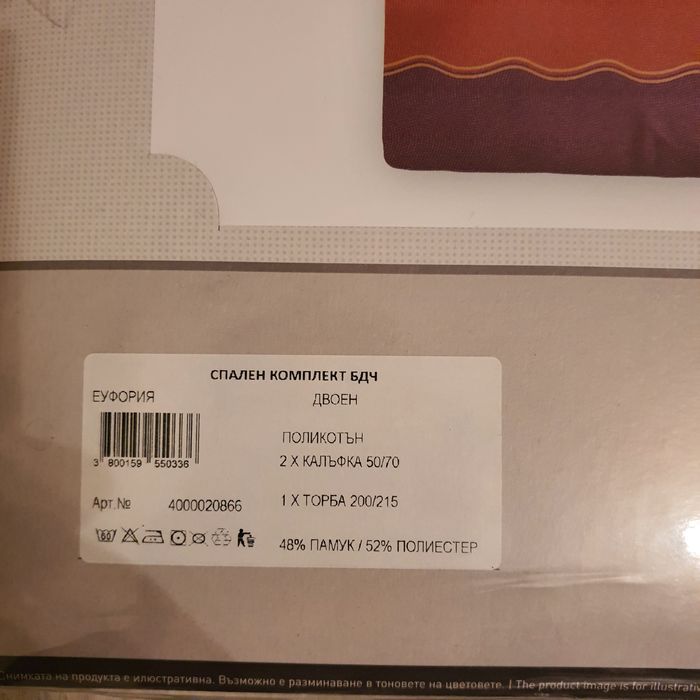 СПАЛЕН КОМПЛЕКТ БДЧ
ЕУФОРИЯ
ДВОЕН
ПОЛИКОТЪН
2 X КАЛЪФКА 50/70
3 800159 550336
Арт.№ 4000020866
1 X ТОРБА 200/215
60
48% ПАМУК / 52% ПОЛИЕСТЕР
Снимката на продукта е илюстративна. Възможно е разминаване в тоновете на цветовете. | The product image is for